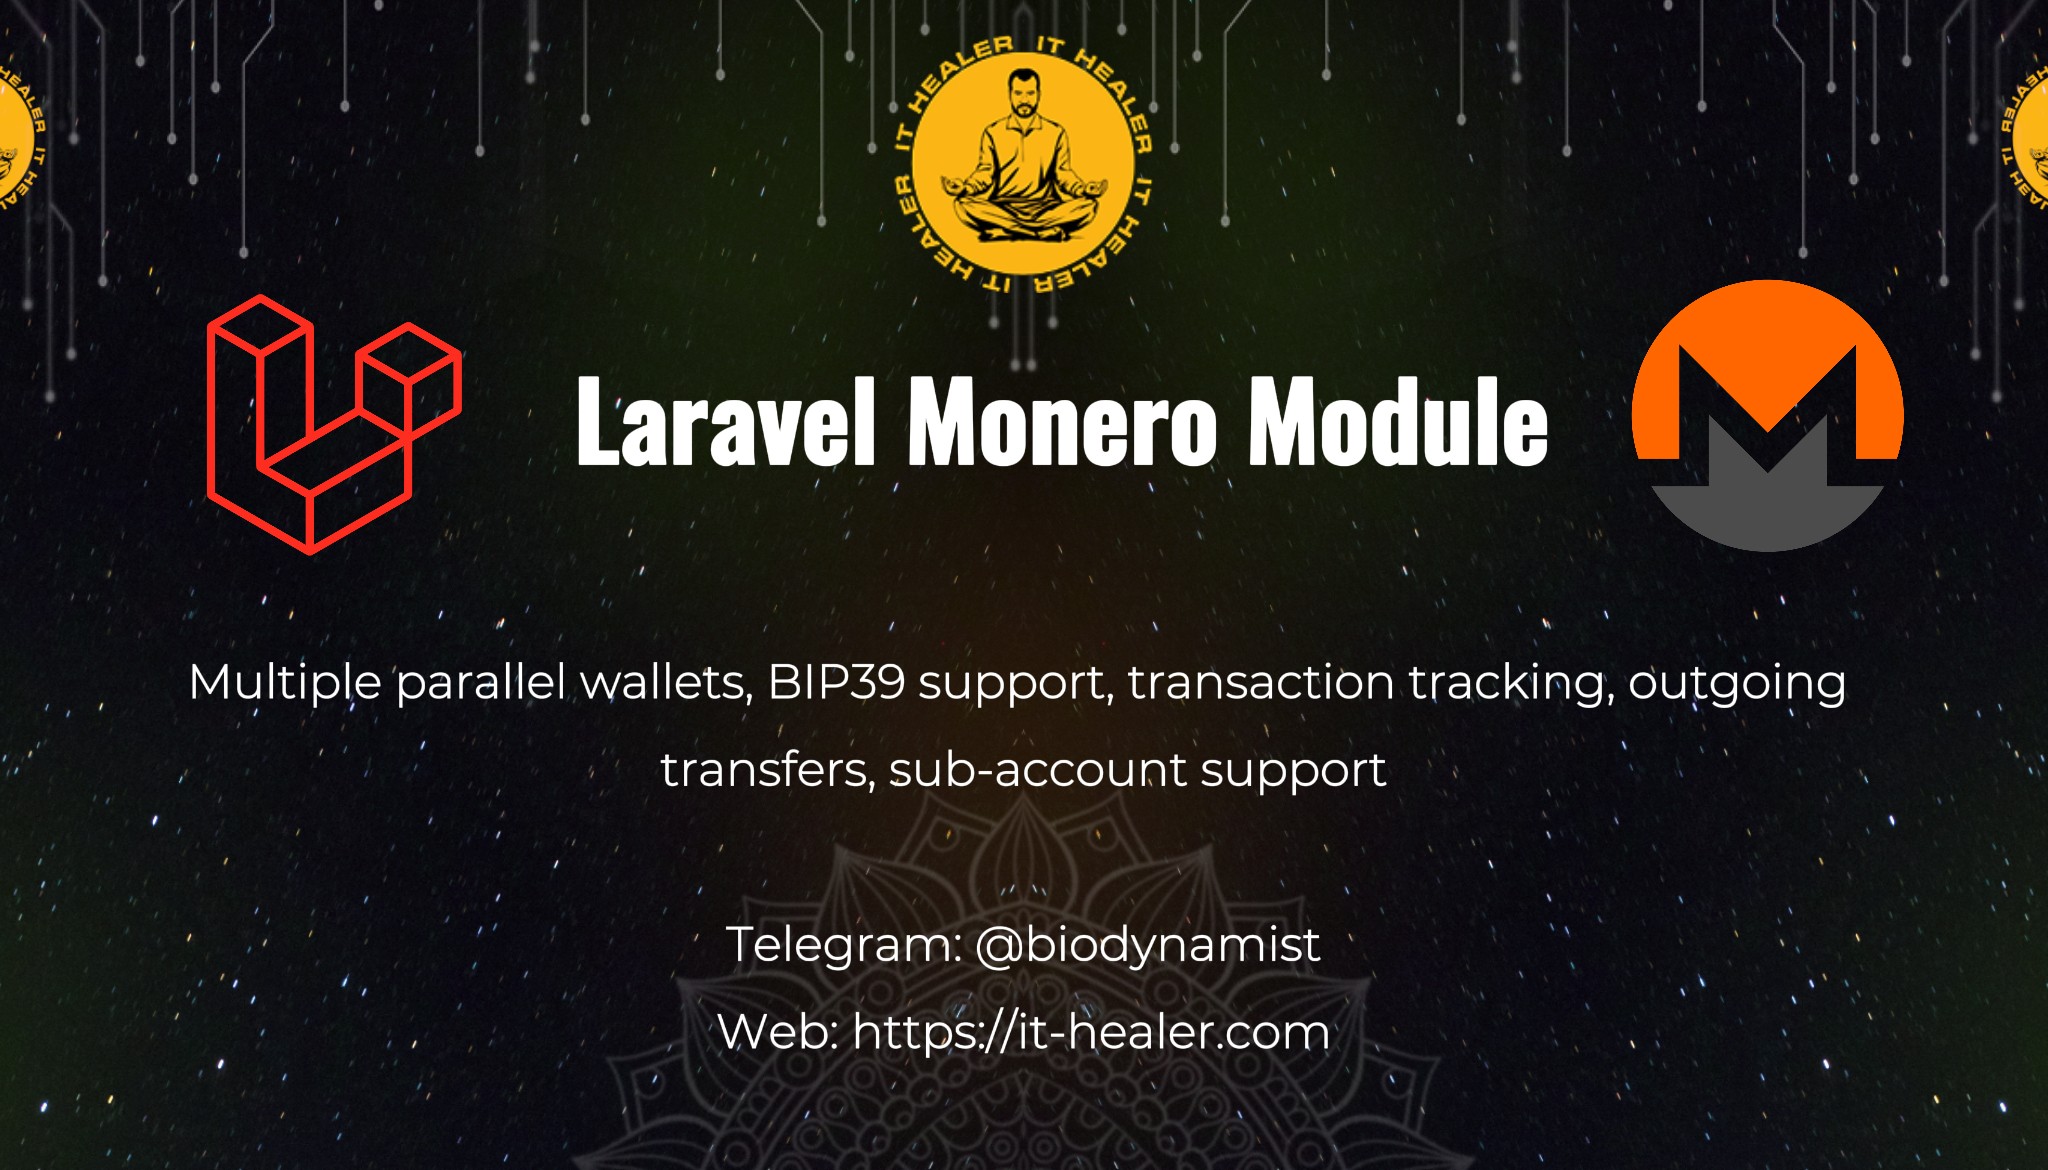 IT HEALER IT HEALER IT HEALER IT HEALER
Laravel Monero Module
Multiple parallel wallets, BIP39 support, transaction tracking, outgoing
transfers, sub-account support
Telegram: @biodynamist
Web: https://it-healer.com